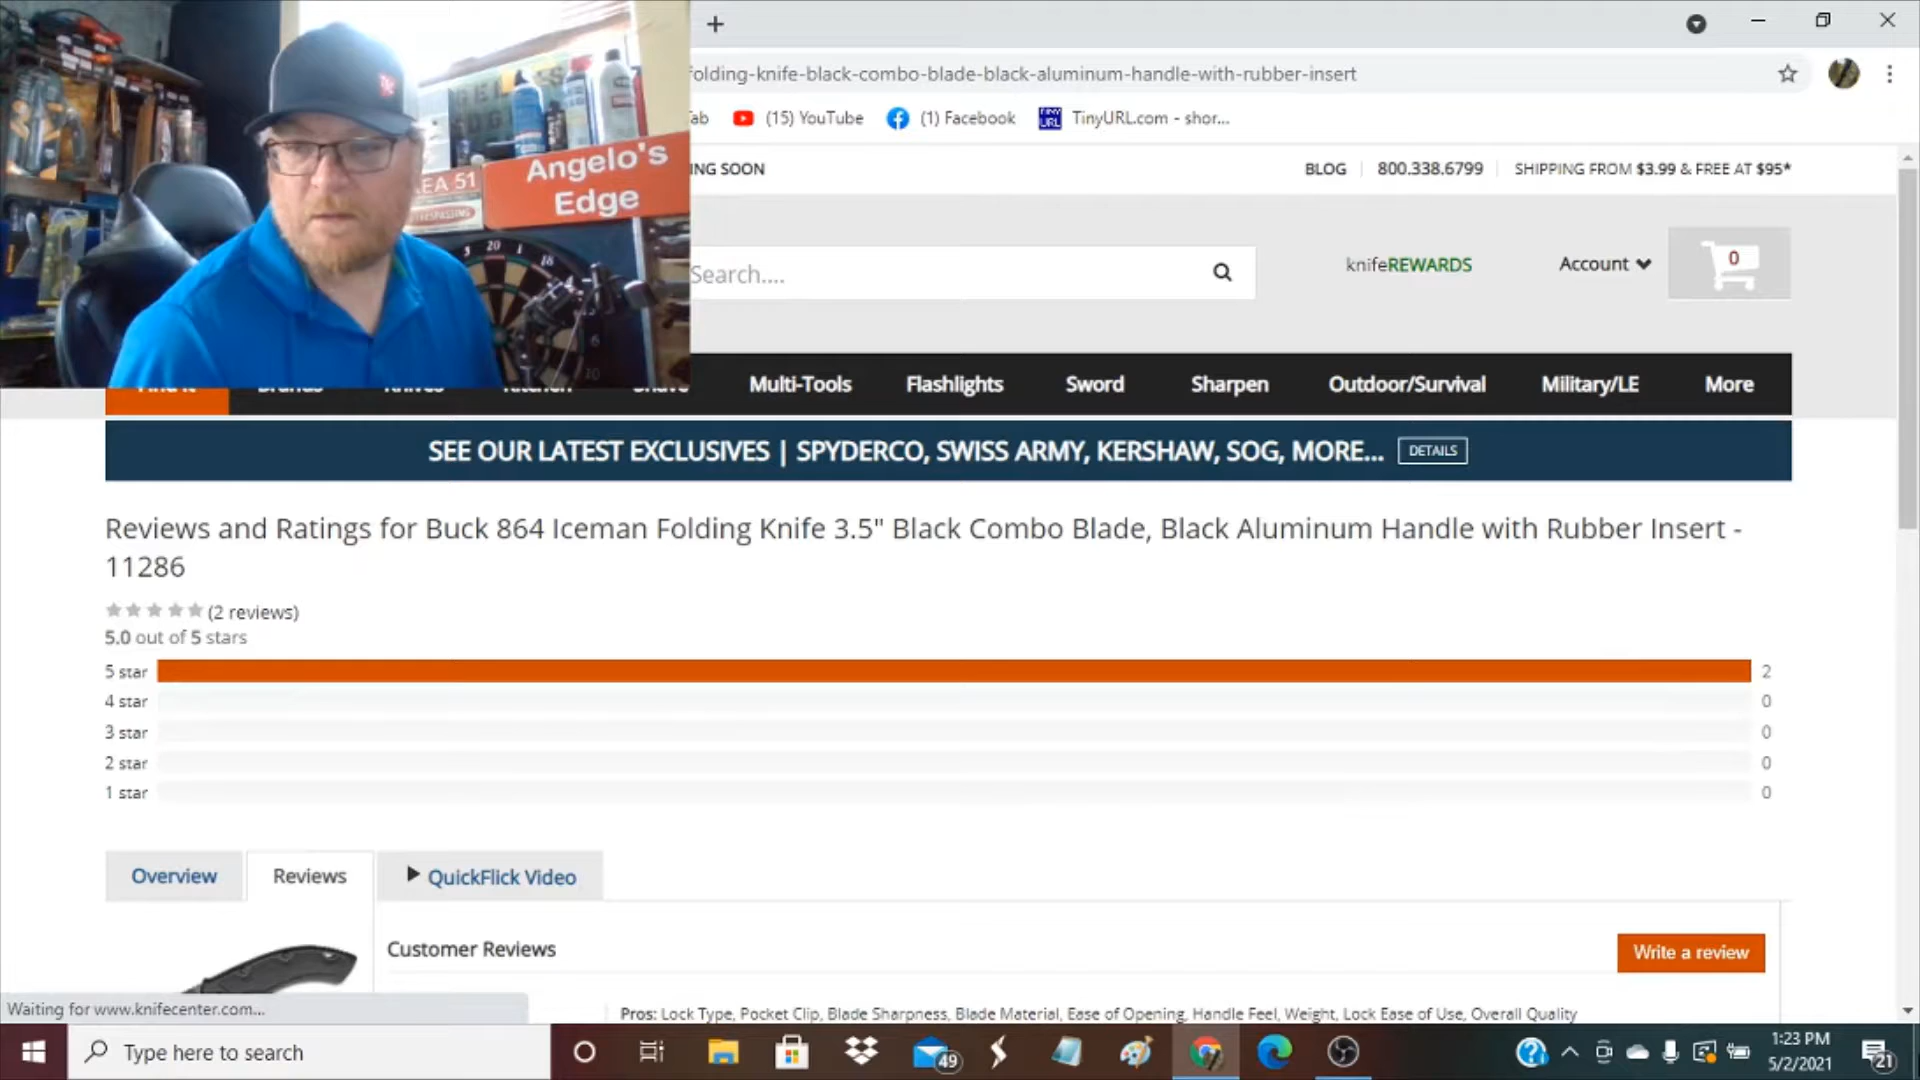 folding-knife-black-combo-blade-black-aluminum-handle-with-rubber-insert
(15) YouTube
(1) Facebook
TinyURL.com - shor...
BLOG
800.338.6799
SHIPPING FROM $3.99 & FREE AT $95*
NG SOON
EA 51
Angelo's
Edge
Search....
knifeREWARDS
Account
0
Multi-Tools
Flashlights
Sword
Sharpen
Outdoor/Survival
Military/LE
More
SEE OUR LATEST EXCLUSIVES | SPYDERCO, SWISS ARMY, KERSHAW, SOG, MORE...
DETAILS
Reviews and Ratings for Buck 864 Iceman Folding Knife 3.5" Black Combo Blade, Black Aluminum Handle with Rubber Insert -
11286
(2 reviews)
5.0 out of 5 stars
5 star 2
4 star 0
3 star 0
2 star 0
1 star 0
Overview
Reviews
QuickFlick Video
Customer Reviews
Write a review
Pros: Lock Type, Pocket Clip, Blade Sharpness, Blade Material, Ease of Opening, Handle Feel, Weight, Lock Ease of Use, Overall Quality
Waiting for www.knifecenter.com...
Type here to search
49
1:23 PM
5/2/2021
21